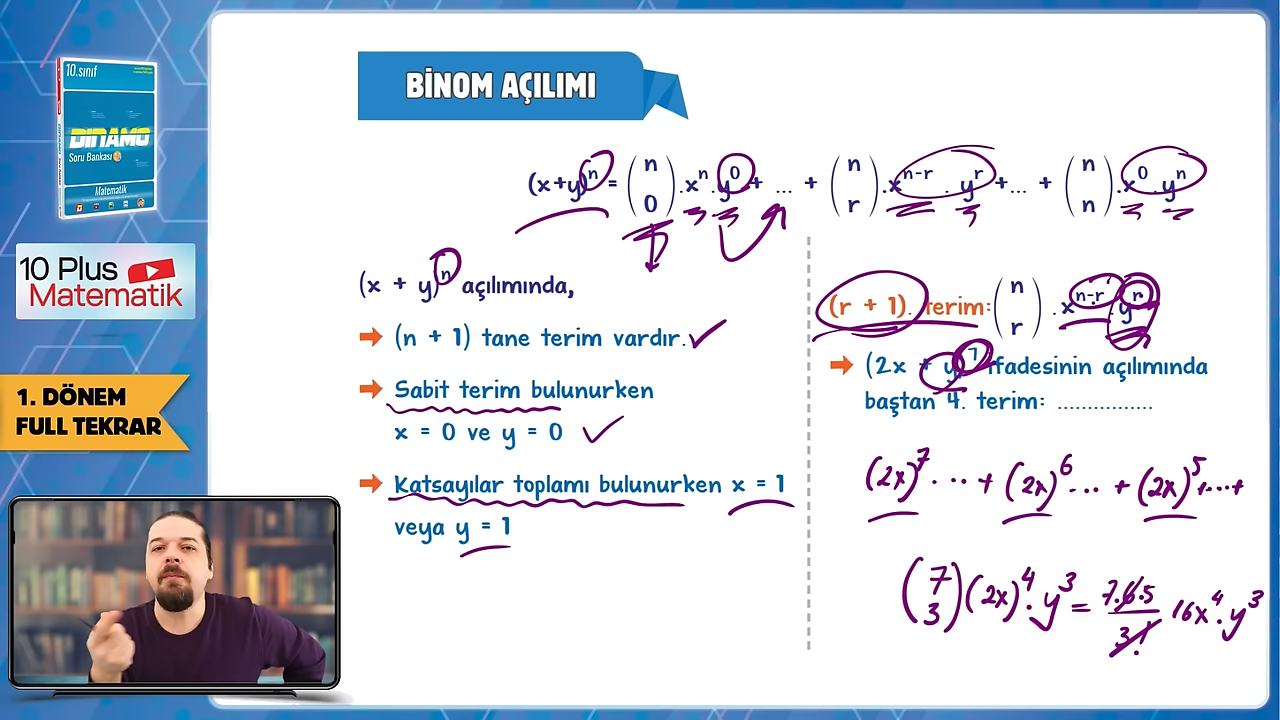 10.sınıf
DİNAMO
Soru Bankası
Matematik
10 Plus
Matematik
1. DÖNEM
FULL TEKRAR
BİNOM AÇILIMI
(x+y)ⁿ = (n 0).xⁿ.y⁰ + ... + (n r).xⁿ⁻ʳ.yʳ + ... + (n n).x⁰.yⁿ
(x + y)ⁿ açılımında,
(n + 1) tane terim vardır.
Sabit terim bulunurken
x = 0 ve y = 0
Katsayılar toplamı bulunurken x = 1
veya y = 1
(r + 1). terim: (n r).xⁿ⁻ʳ.yʳ
(2x + y)⁷ ifadesinin açılımında
baştan 4. terim: ................
(2x)⁷ ... + (2x)⁶ ... + (2x)⁵ + ... +
(7 3)(2x)⁴.y³ = 7.6.5/3! 16x⁴.y³